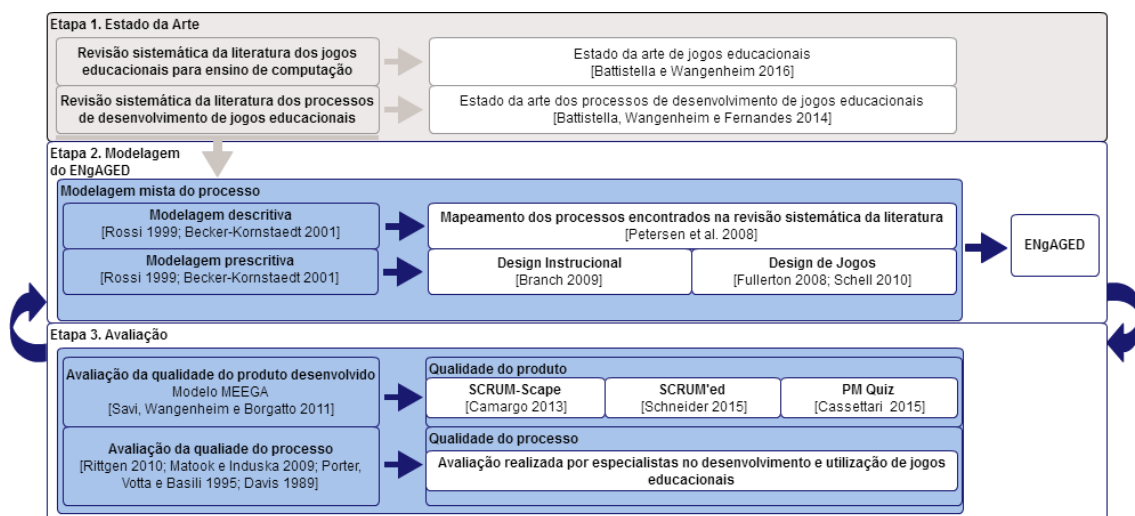 Etapa 1. Estado da Arte
Revisão sistemática da literatura dos jogos
educacionais para ensino de computação
Estado da arte de jogos educacionais
[Battistella e Wangenheim 2016]
Revisão sistemática da literatura dos processos
de desenvolvimento de jogos educacionais
Estado da arte dos processos de desenvolvimento de jogos educacionais
[Battistella, Wangenheim e Fernandes 2014]
Etapa 2. Modelagem
do ENgAGED
Modelagem mista do processo
Modelagem descritiva
[Rossi 1999; Becker-Kornstaedt 2001]
Mapeamento dos processos encontrados na revisão sistemática da literatura
[Petersen et al. 2008]
Modelagem prescritiva
[Rossi 1999; Becker-Kornstaedt 2001]
Design Instrucional
[Branch 2009]
Design de Jogos
[Fullerton 2008; Schell 2010]
ENgAGED
Etapa 3. Avaliação
Avaliação da qualidade do produto desenvolvido
Modelo MEEGA
[Savi, Wangenheim e Borgatto 2011]
Qualidade do produto
SCRUM-Scape
[Camargo 2013]
SCRUM'ed
[Schneider 2015]
PM Quiz
[Cassettari 2015]
Avaliação da qualiade do processo
[Rittgen 2010; Matook e Induska 2009; Porter,
Votta e Basili 1995; Davis 1989]
Qualidade do processo
Avaliação realizada por especialistas no desenvolvimento e utilização de jogos
educacionais